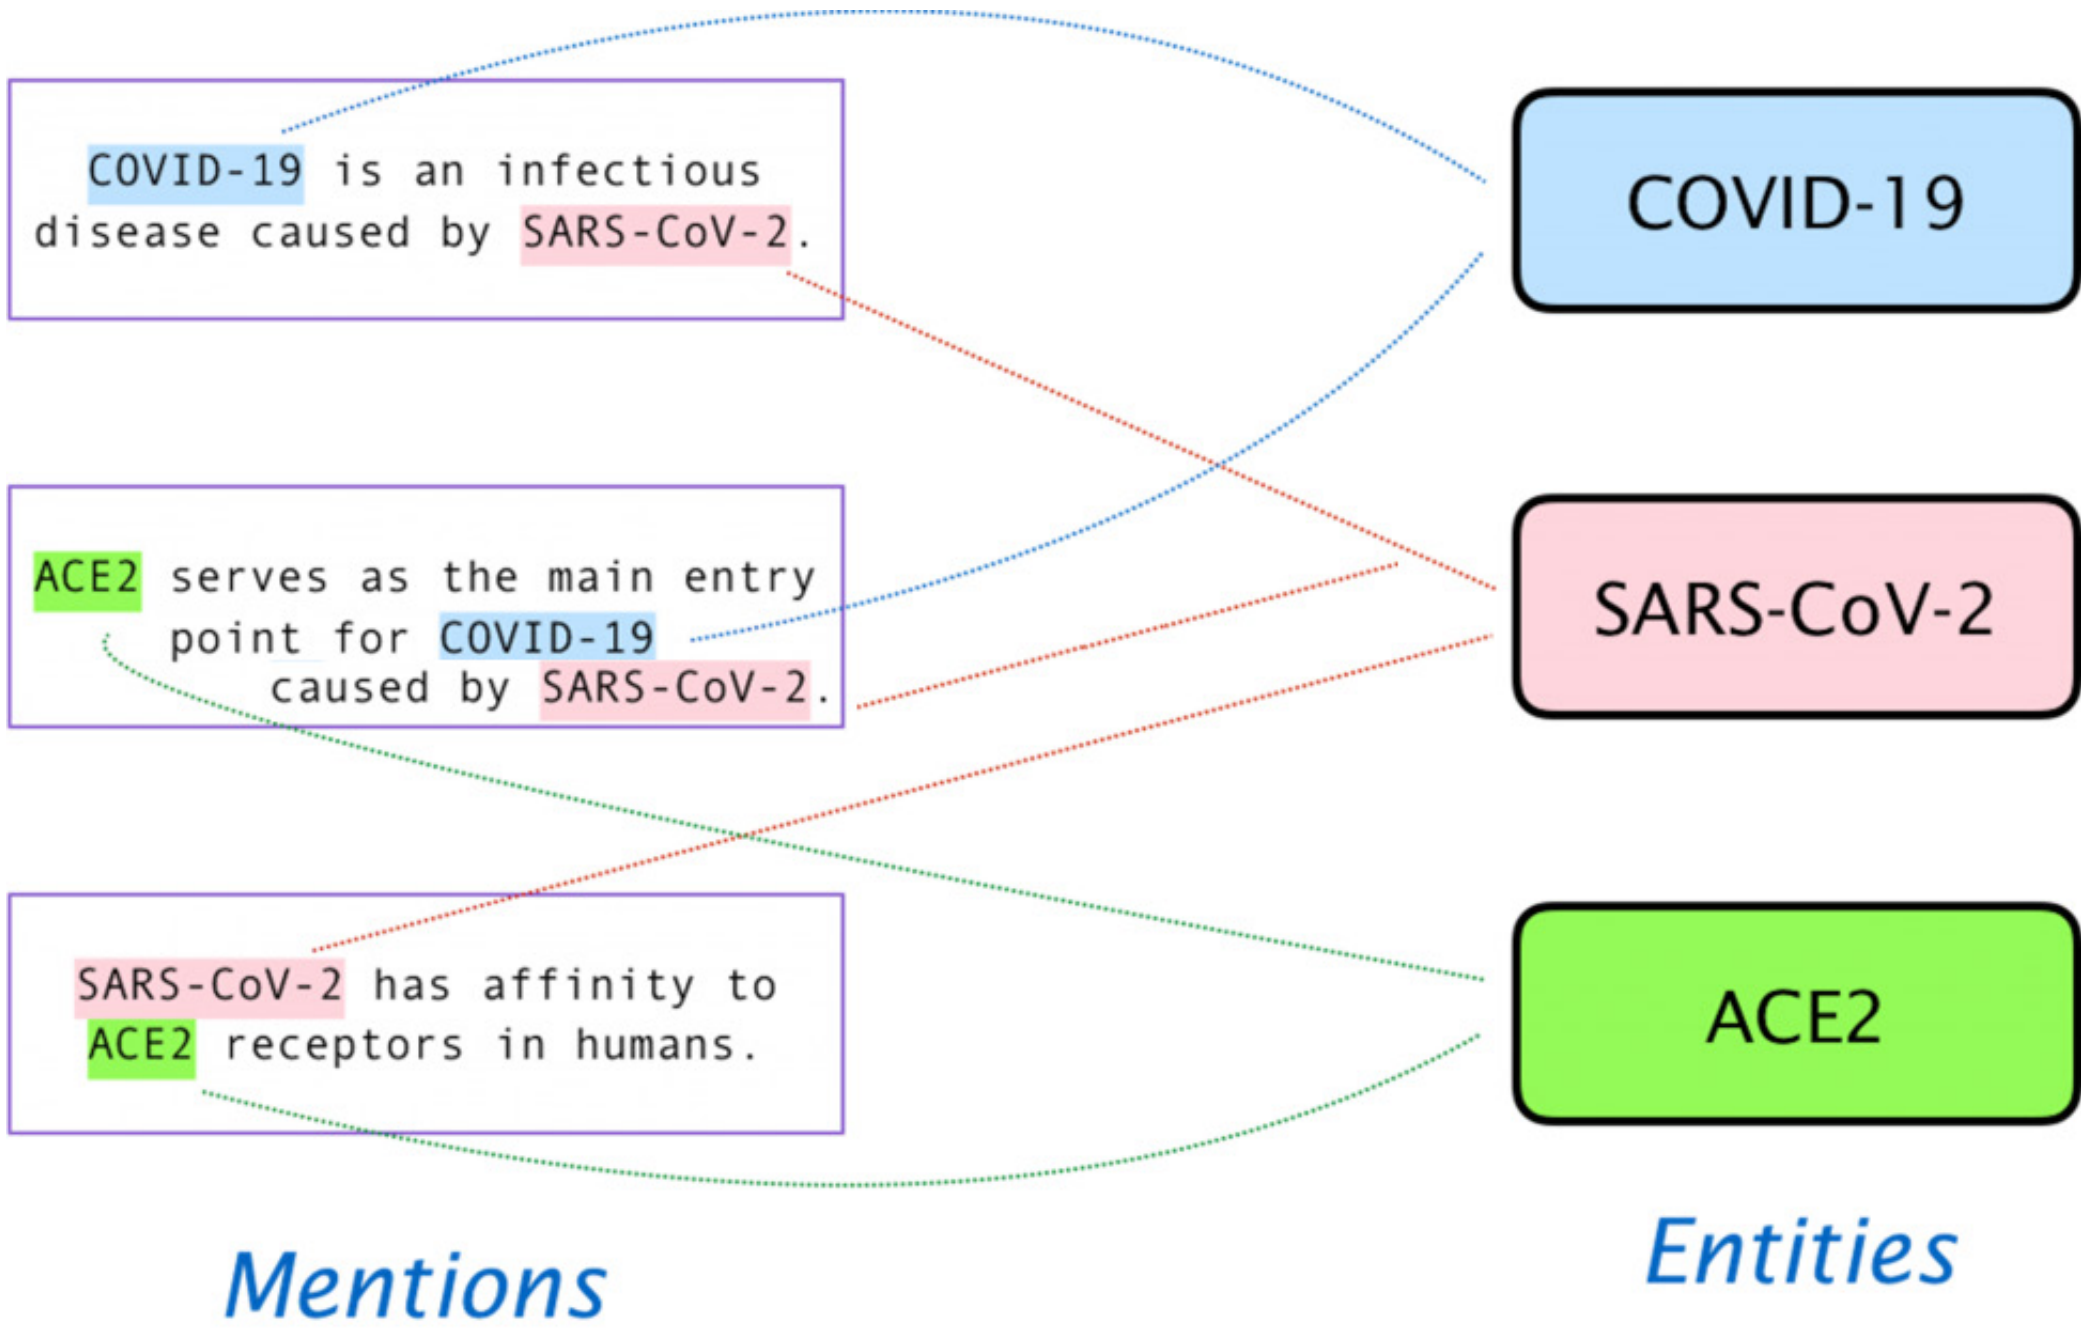 COVID-19 is an infectious
disease caused by SARS-CoV-2.
ACE2 serves as the main entry
point for COVID-19
caused by SARS-CoV-2.
SARS-CoV-2 has affinity to
ACE2 receptors in humans.
Mentions
COVID-19
SARS-CoV-2
ACE2
Entities